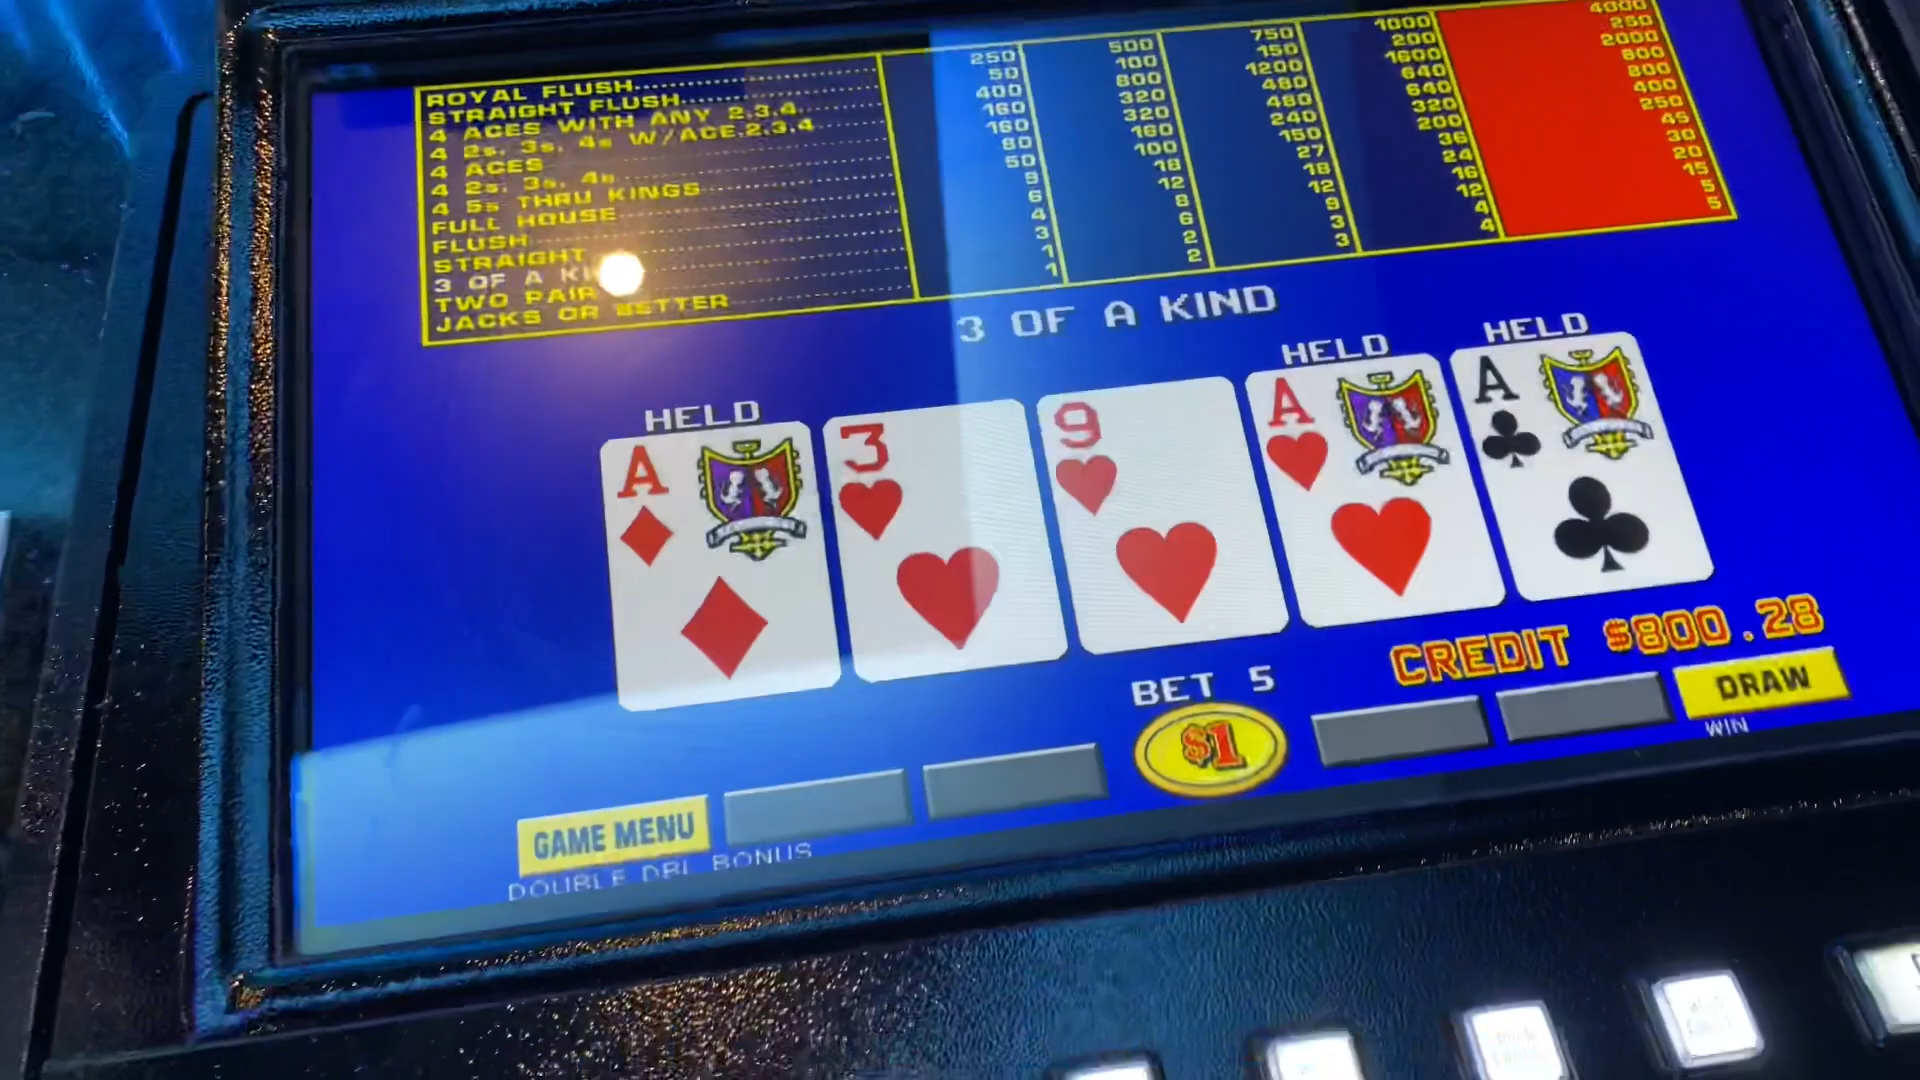 ROYAL FLUSH 250 500 750 1000 4000
STRAIGHT FLUSH 50 100 150 200 250
4 ACES WITH ANY 2,3,4 400 800 1200 1600 2000
4 2s, 3s, 4s W/ACE,2,3,4 160 320 480 640 800
4 ACES 160 320 480 640 800
4 2s, 3s, 4s 80 160 240 320 400
4 5s THRU KINGS 50 100 150 200 250
FULL HOUSE 9 18 27 36 45
FLUSH 6 12 18 24 30
STRAIGHT 4 8 12 16 20
3 OF A KI 3 6 9 12 15
TWO PAIR 1 2 3 4 5
JACKS OR BETTER 1 2 3 4 5
3 OF A KIND
HELD HELD HELD
A 3 9 A A
CREDIT $800.28
BET 5
$1
DRAW
WIN
GAME MENU
DOUBLE DBL BONUS